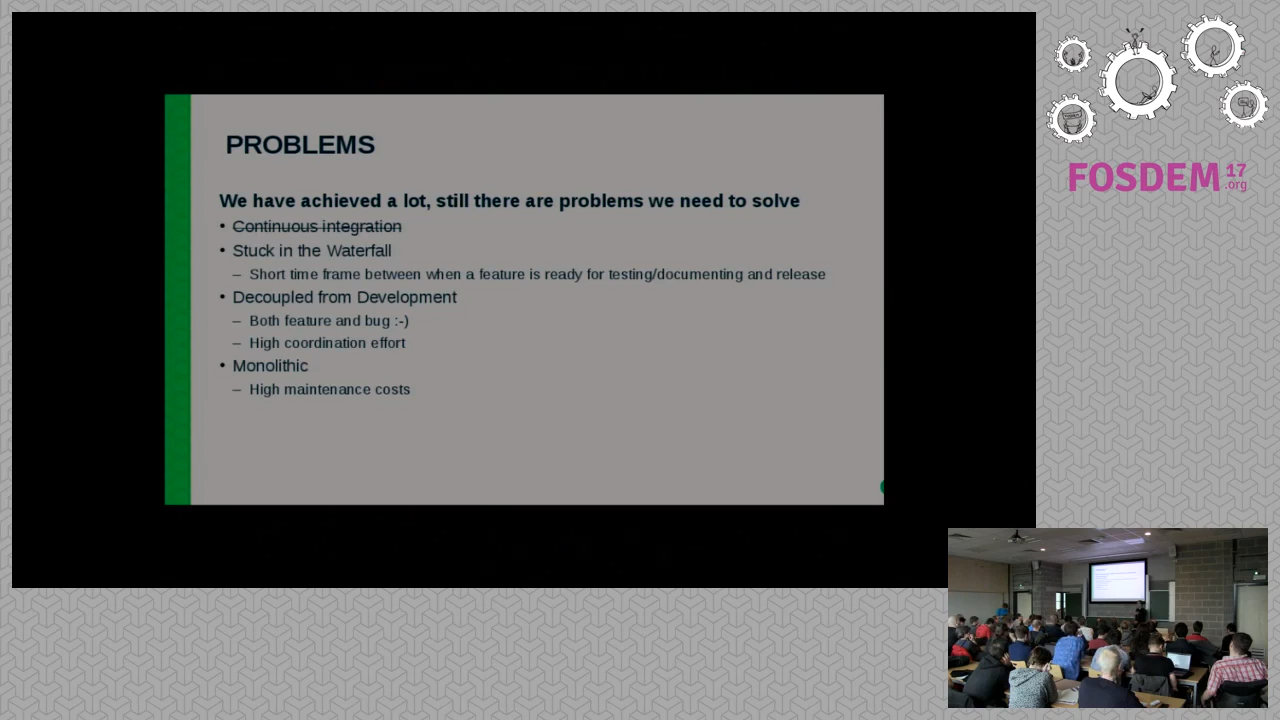 PROBLEMS
We have achieved a lot, still there are problems we need to solve
• Continuous integration
• Stuck in the Waterfall
– Short time frame between when a feature is ready for testing/documenting and release
• Decoupled from Development
– Both feature and bug :-)
– High coordination effort
• Monolithic
– High maintenance costs
FOSDEM 17
.org